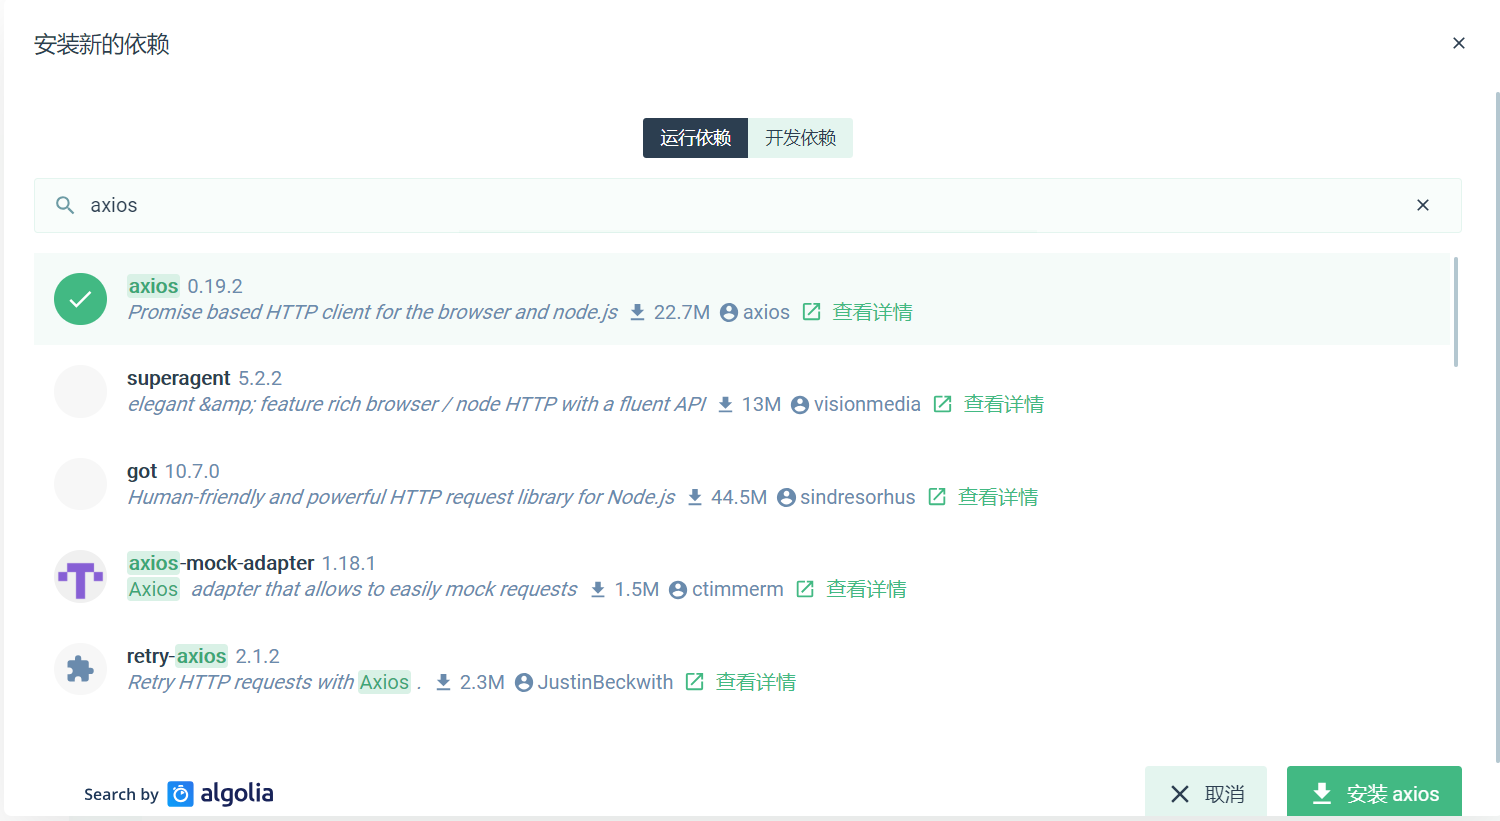 安装新的依赖
运行依赖 开发依赖
axios
axios 0.19.2
Promise based HTTP client for the browser and node.js 22.7M axios 查看详情
superagent 5.2.2
elegant &amp; feature rich browser / node HTTP with a fluent API 13M visionmedia 查看详情
got 10.7.0
Human-friendly and powerful HTTP request library for Node.js 44.5M sindresorhus 查看详情
axios-mock-adapter 1.18.1
Axios adapter that allows to easily mock requests 1.5M ctimmerm 查看详情
retry-axios 2.1.2
Retry HTTP requests with Axios . 2.3M JustinBeckwith 查看详情
Search by algolia 取消 安装 axios